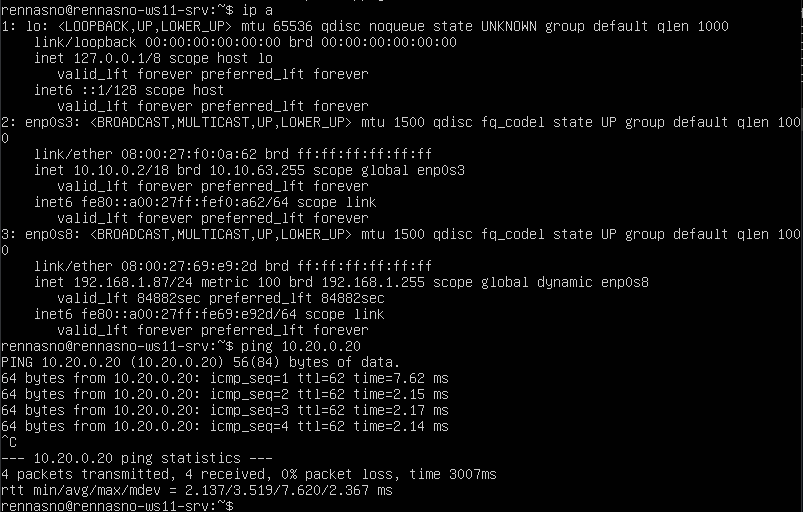 rennasno@rennasno-ws11-srv:~$ ip a
1: lo: <LOOPBACK,UP,LOWER_UP> mtu 65536 qdisc noqueue state UNKNOWN group default qlen 1000
    link/loopback 00:00:00:00:00:00 brd 00:00:00:00:00:00
    inet 127.0.0.1/8 scope host lo
       valid_lft forever preferred_lft forever
    inet6 ::1/128 scope host
       valid_lft forever preferred_lft forever
2: enp0s3: <BROADCAST,MULTICAST,UP,LOWER_UP> mtu 1500 qdisc fq_codel state UP group default qlen 100
0
    link/ether 08:00:27:f0:0a:62 brd ff:ff:ff:ff:ff:ff
    inet 10.10.0.2/18 brd 10.10.63.255 scope global enp0s3
       valid_lft forever preferred_lft forever
    inet6 fe80::a00:27ff:fef0:a62/64 scope link
       valid_lft forever preferred_lft forever
3: enp0s8: <BROADCAST,MULTICAST,UP,LOWER_UP> mtu 1500 qdisc fq_codel state UP group default qlen 100
0
    link/ether 08:00:27:69:e9:2d brd ff:ff:ff:ff:ff:ff
    inet 192.168.1.87/24 metric 100 brd 192.168.1.255 scope global dynamic enp0s8
       valid_lft 84882sec preferred_lft 84882sec
    inet6 fe80::a00:27ff:fe69:e92d/64 scope link
       valid_lft forever preferred_lft forever
rennasno@rennasno-ws11-srv:~$ ping 10.20.0.20
PING 10.20.0.20 (10.20.0.20) 56(84) bytes of data.
64 bytes from 10.20.0.20: icmp_seq=1 ttl=62 time=7.62 ms
64 bytes from 10.20.0.20: icmp_seq=2 ttl=62 time=2.15 ms
64 bytes from 10.20.0.20: icmp_seq=3 ttl=62 time=2.17 ms
64 bytes from 10.20.0.20: icmp_seq=4 ttl=62 time=2.14 ms
^C
--- 10.20.0.20 ping statistics ---
4 packets transmitted, 4 received, 0% packet loss, time 3007ms
rtt min/avg/max/mdev = 2.137/3.519/7.620/2.367 ms
rennasno@rennasno-ws11-srv:~$